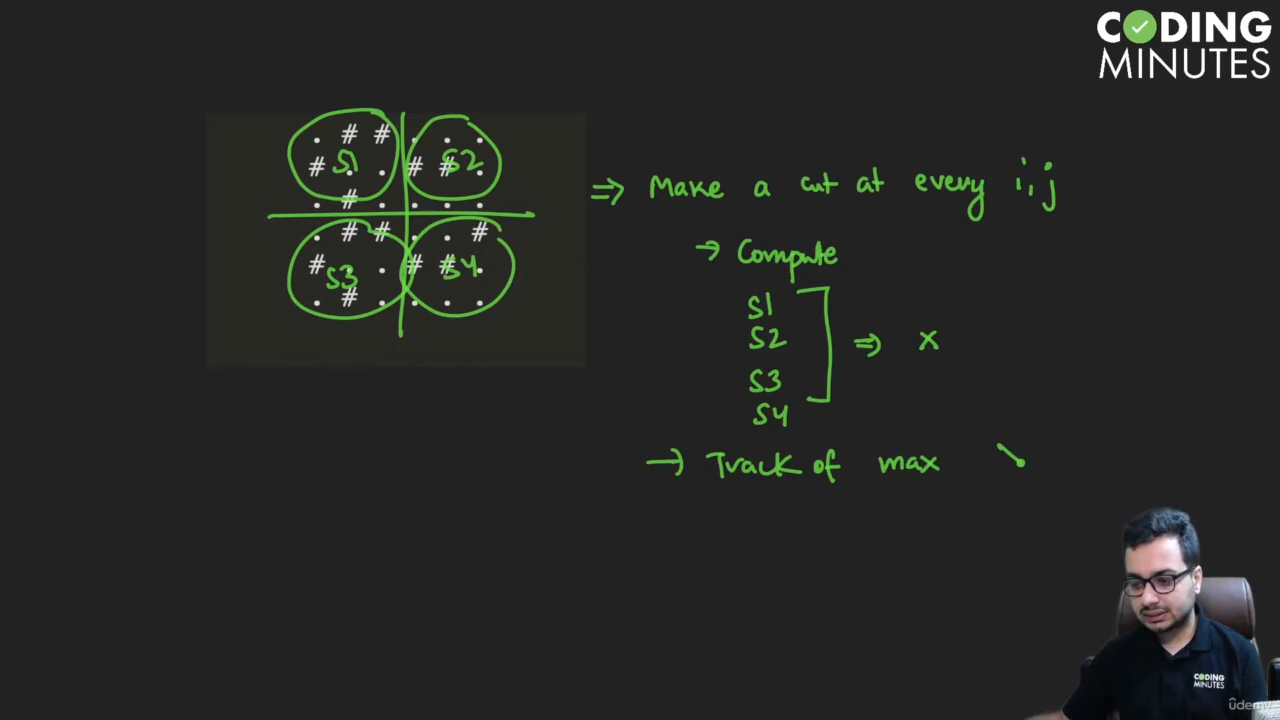 CODING
MINUTES
. # # . . .
# S1 . # # S2 .
. # . . . .
. # # . . #
# S3 . # # S4 .
. # . . . .
⇒ Make a cut at every i, j
→ Compute
S1
S2
S3
S4
⇒ x
→ Track of max
CODING
MINUTES
ûdemy